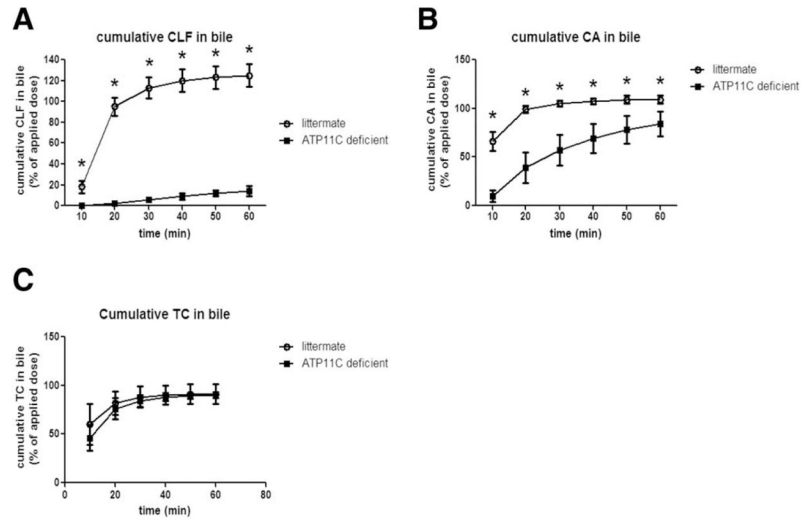 A
cumulative CLF in bile
cumulative CLF in bile
(% of applied dose)
140
120
100
80
60
40
20
0
* * * * * *
10 20 30 40 50 60
time (min)
littermate
ATP11C deficient
B
cumulative CA in bile
cumulative CA in bile
(% of applied dose)
150
100
50
0
* * * * * *
10 20 30 40 50 60
time (min)
littermate
ATP11C deficient
C
Cumulative TC in bile
cumulative TC in bile
(% of applied dose)
150
100
50
0
0 20 40 60 80
time (min)
littermate
ATP11C deficient